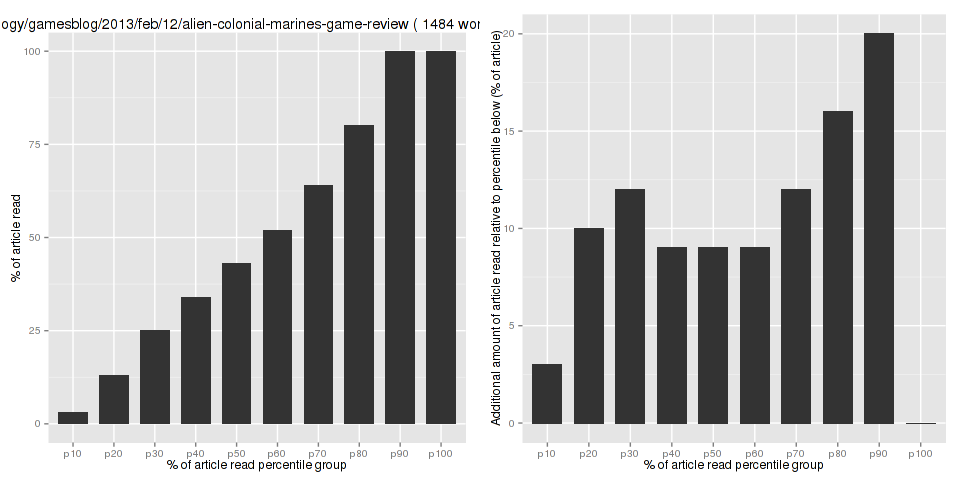 ogy/gamesblog/2013/feb/12/alien-colonial-marines-game-review ( 1484 wor
% of article read
100
75
50
25
0
p10 p20 p30 p40 p50 p60 p70 p80 p90 p100
% of article read percentile group
Additional amount of article read relative to percentile below (% of article)
20
15
10
5
0
p10 p20 p30 p40 p50 p60 p70 p80 p90 p100
% of article read percentile group